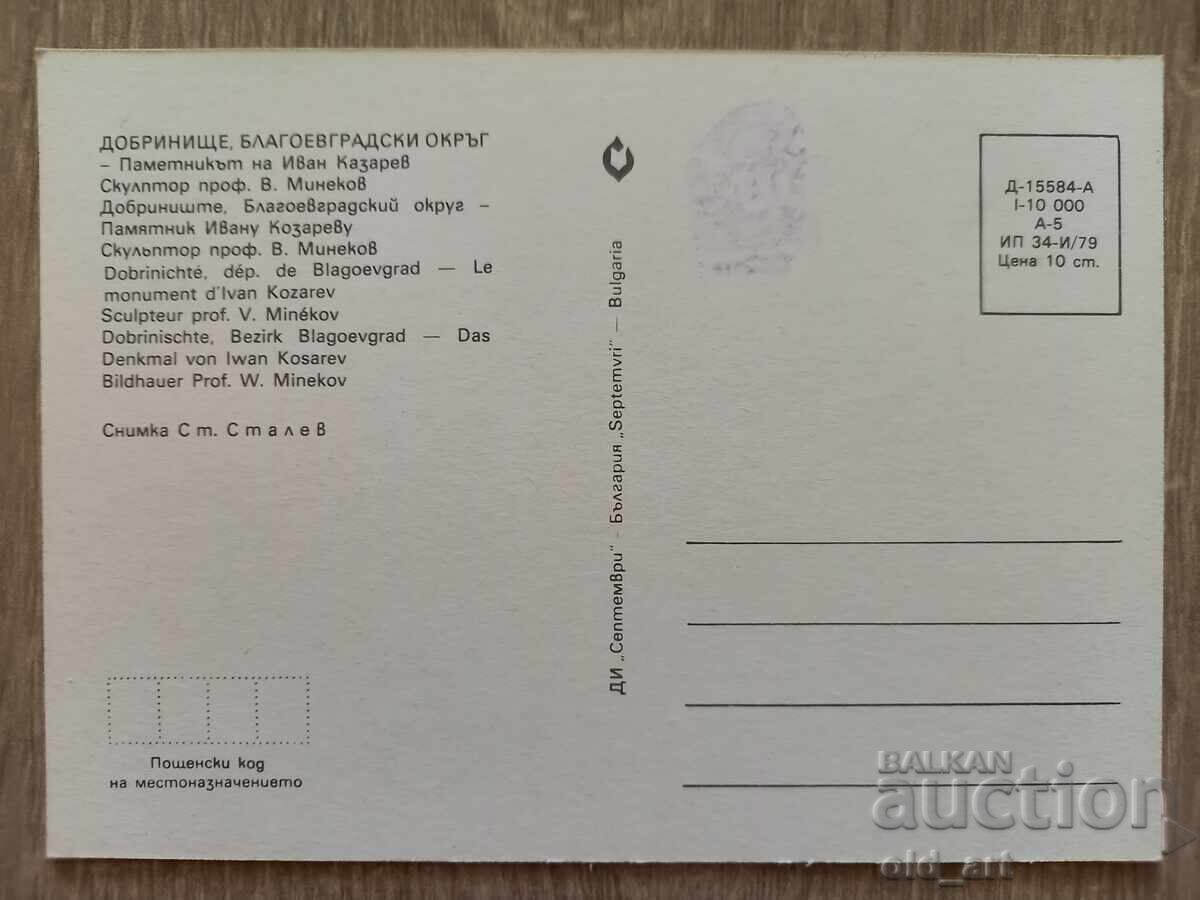 ДОБРИНИЩЕ, БЛАГОЕВГРАДСКИ ОКРЪГ
– Паметникът на Иван Казарев
Скулптор проф. В. Минеков
Добриниште, Благоевградский округ –
Памятник Ивану Козареву
Скульптор проф. В. Минеков
Dobrinichté, dép. de Blagoevgrad — Le
monument d'Ivan Kozarev
Sculpteur prof. V. Minékov
Dobrinischte, Bezirk Blagoevgrad — Das
Denkmal von Iwan Kosarev
Bildhauer Prof. W. Minekov
Снимка Ст. Сталев
Пощенски код
на местоназначението
ДИ „Септември" - България „Septemvri" — Bulgaria
Д-15584-А
I-10 000
А-5
ИП 34-И/79
Цена 10 ст.
BALKAN
auction
old_art